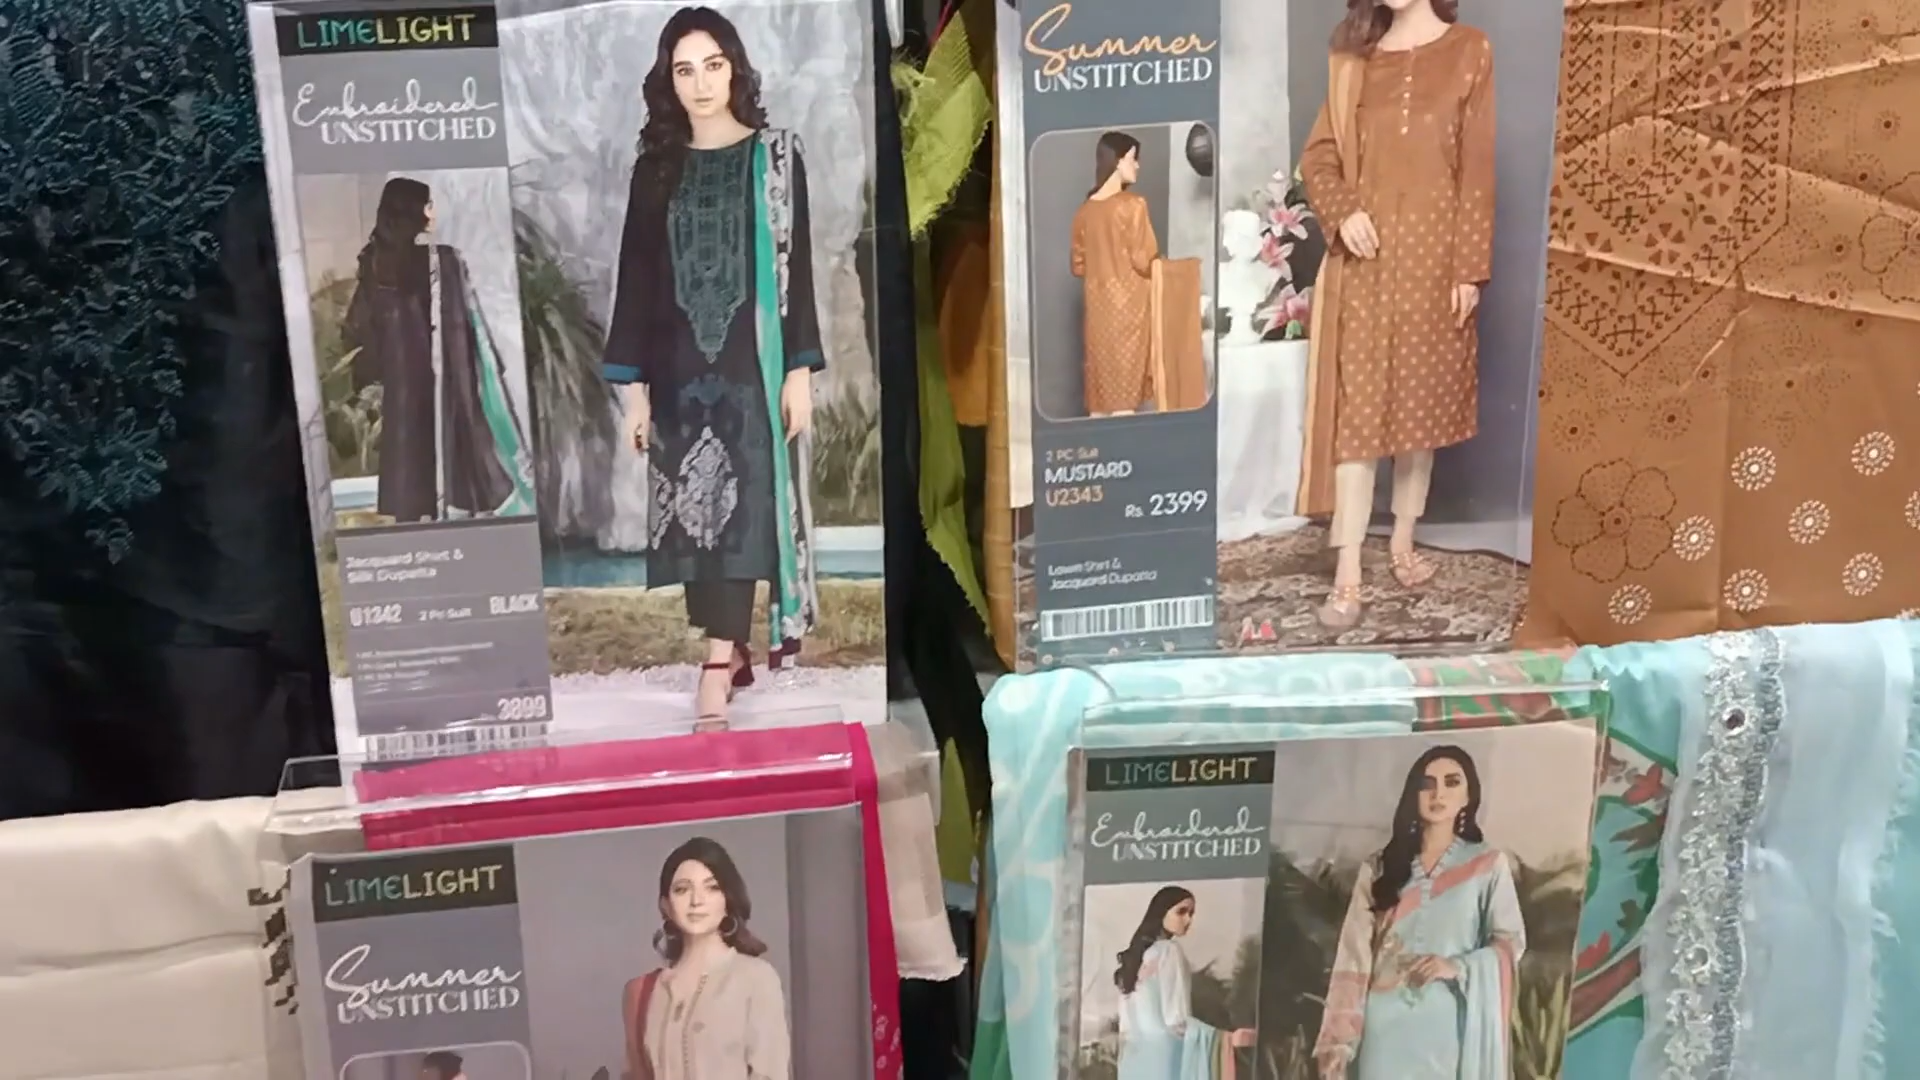 LIMELIGHT
Embroidered
UNSTITCHED
Jacquard Shirt &
Silk Dupatta
U1342 2 Pc Suit BLACK
3899
Summer
UNSTITCHED
2 PC Suit
MUSTARD
U2343
Rs. 2399
Lawn Shirt &
Jacquard Dupatta
LIMELIGHT
Summer
UNSTITCHED
LIMELIGHT
Embroidered
UNSTITCHED